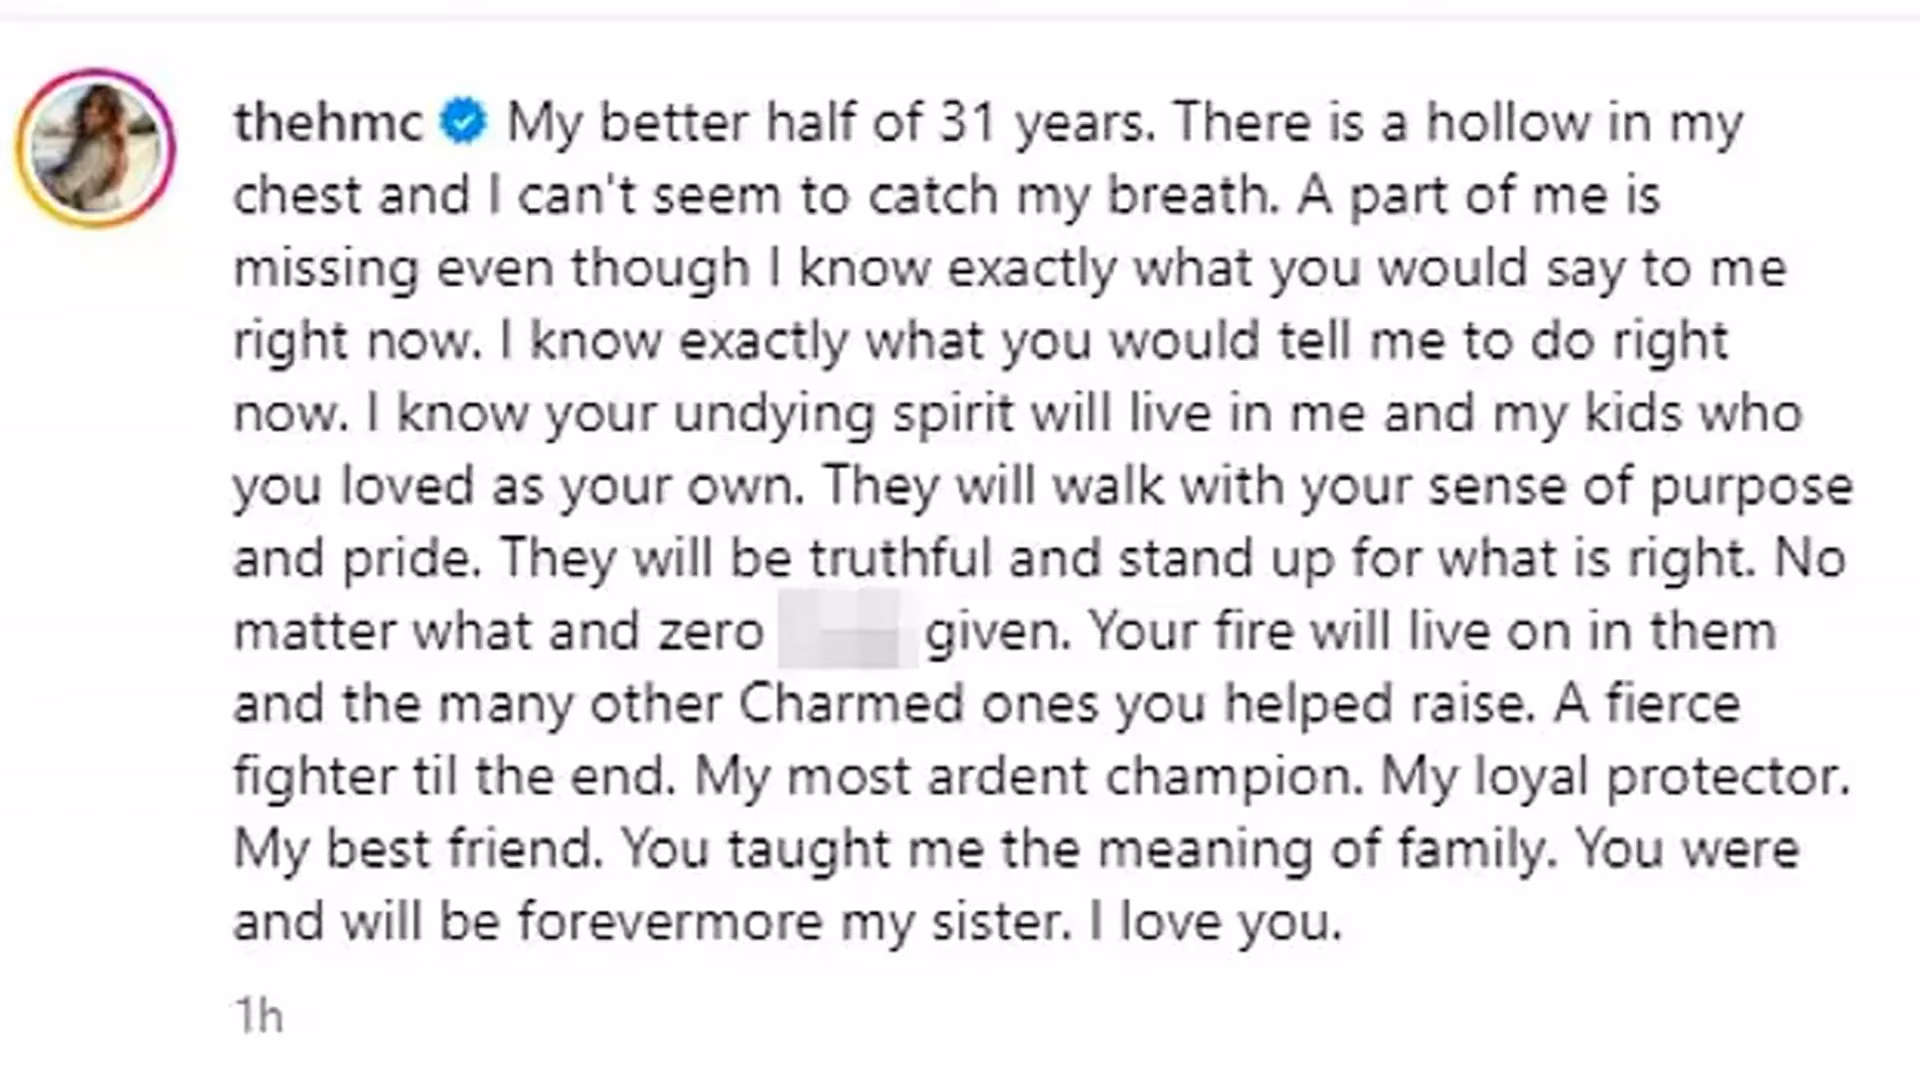 thehmc My better half of 31 years. There is a hollow in my
chest and I can't seem to catch my breath. A part of me is
missing even though I know exactly what you would say to me
right now. I know exactly what you would tell me to do right
now. I know your undying spirit will live in me and my kids who
you loved as your own. They will walk with your sense of purpose
and pride. They will be truthful and stand up for what is right. No
matter what and zero given. Your fire will live on in them
and the many other Charmed ones you helped raise. A fierce
fighter til the end. My most ardent champion. My loyal protector.
My best friend. You taught me the meaning of family. You were
and will be forevermore my sister. I love you.
1h